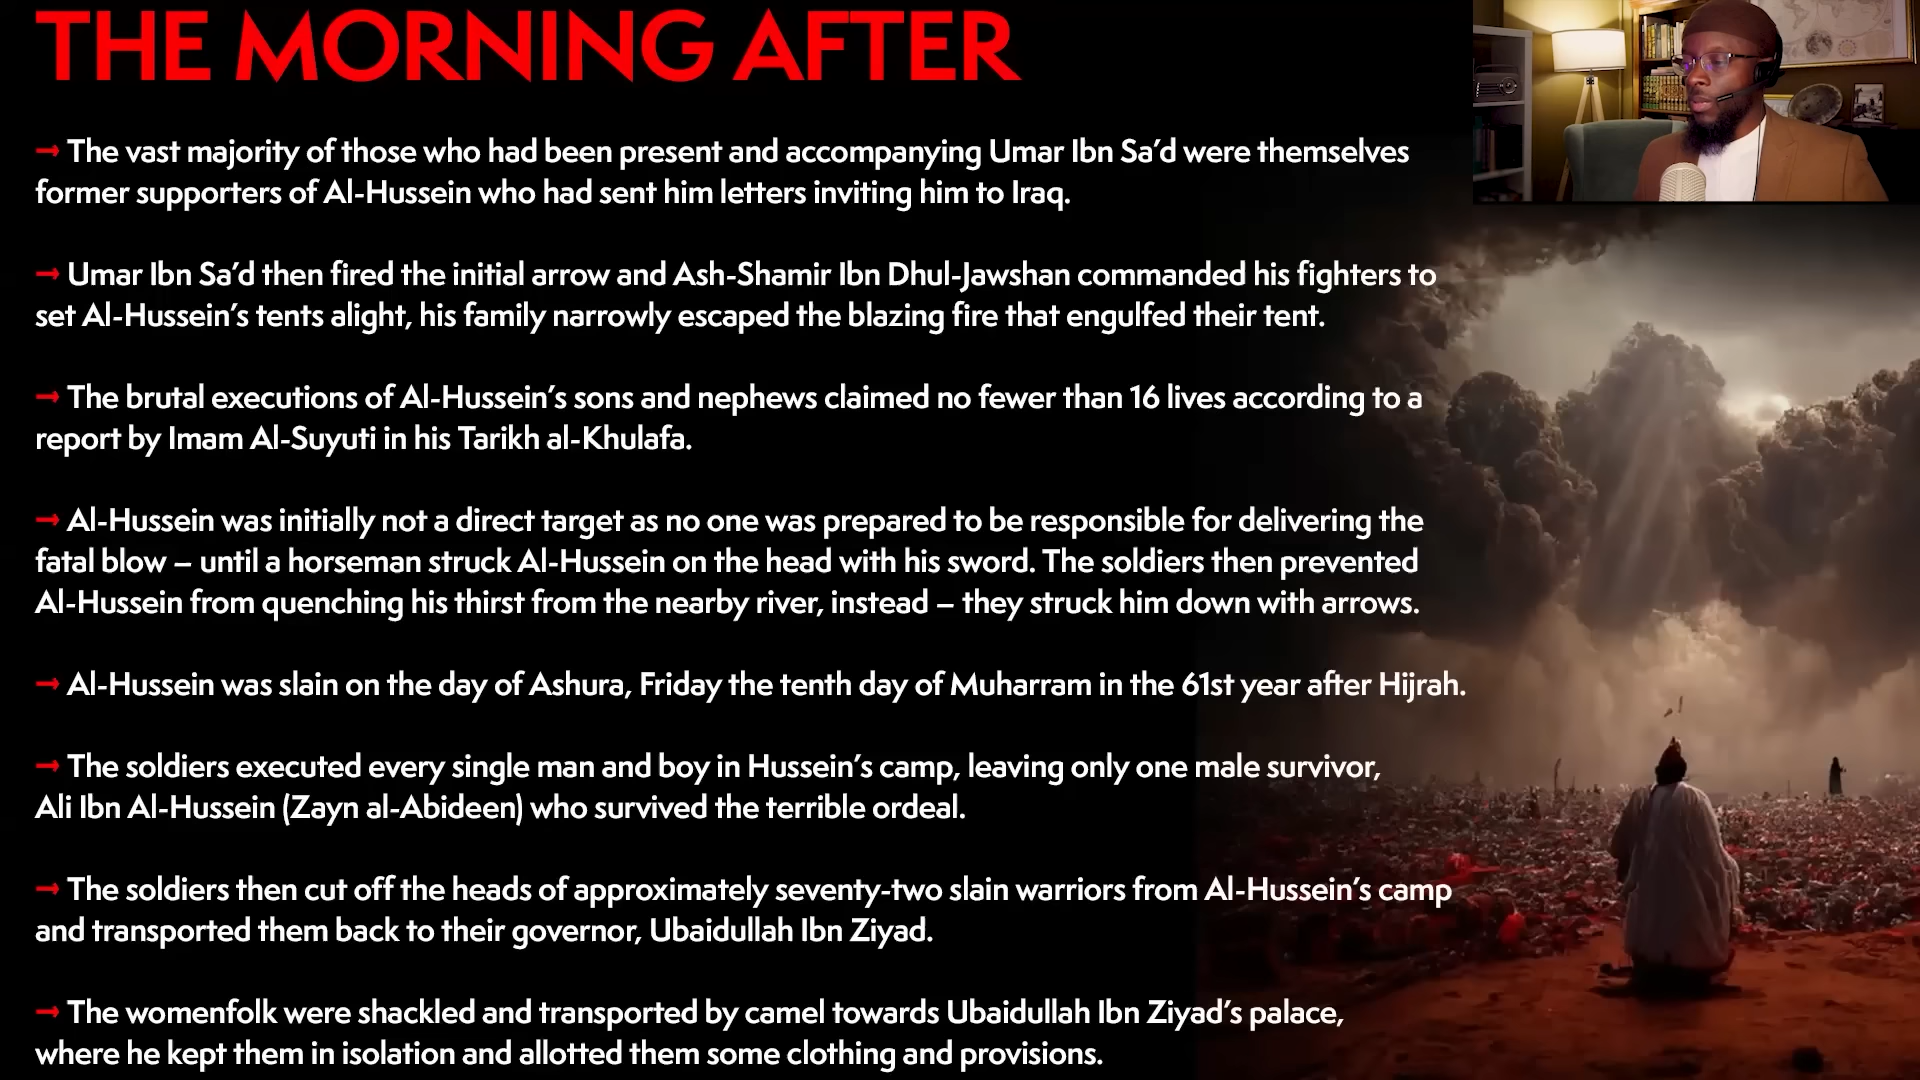 THE MORNING AFTER
→ The vast majority of those who had been present and accompanying Umar Ibn Sa’d were themselves
former supporters of Al-Hussein who had sent him letters inviting him to Iraq.
→ Umar Ibn Sa’d then fired the initial arrow and Ash-Shamir Ibn Dhul-Jawshan commanded his fighters to
set Al-Hussein’s tents alight, his family narrowly escaped the blazing fire that engulfed their tent.
→ The brutal executions of Al-Hussein’s sons and nephews claimed no fewer than 16 lives according to a
report by Imam Al-Suyuti in his Tarikh al-Khulafa.
→ Al-Hussein was initially not a direct target as no one was prepared to be responsible for delivering the
fatal blow – until a horseman struck Al-Hussein on the head with his sword. The soldiers then prevented
Al-Hussein from quenching his thirst from the nearby river, instead – they struck him down with arrows.
→ Al-Hussein was slain on the day of Ashura, Friday the tenth day of Muharram in the 61st year after Hijrah.
→ The soldiers executed every single man and boy in Hussein’s camp, leaving only one male survivor,
Ali Ibn Al-Hussein (Zayn al-Abideen) who survived the terrible ordeal.
→ The soldiers then cut off the heads of approximately seventy-two slain warriors from Al-Hussein’s camp
and transported them back to their governor, Ubaidullah Ibn Ziyad.
→ The womenfolk were shackled and transported by camel towards Ubaidullah Ibn Ziyad’s palace,
where he kept them in isolation and allotted them some clothing and provisions.